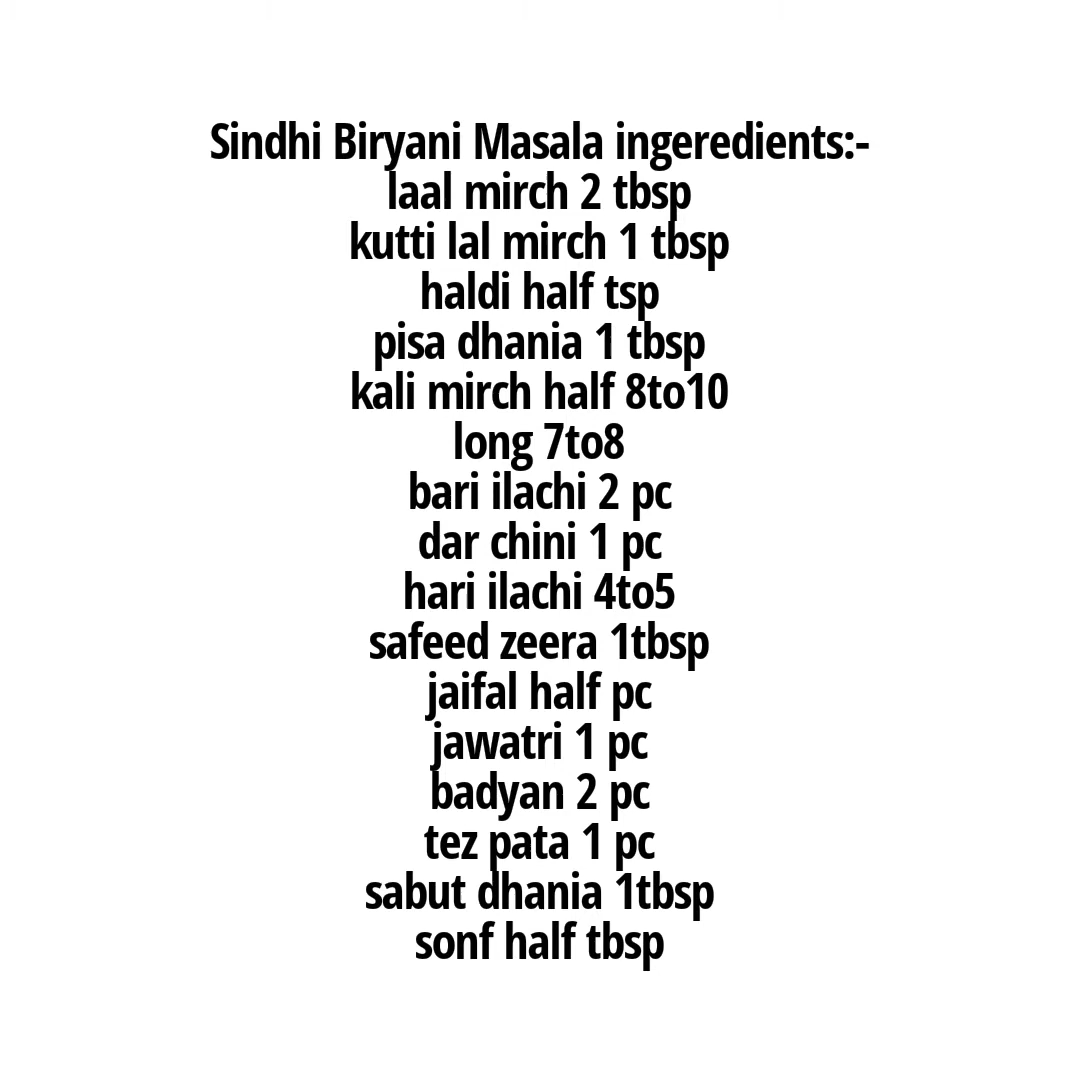 Sindhi Biryani Masala ingeredients:-
laal mirch 2 tbsp
kutti lal mirch 1 tbsp
haldi half tsp
pisa dhania 1 tbsp
kali mirch half 8to10
long 7to8
bari ilachi 2 pc
dar chini 1 pc
hari ilachi 4to5
safeed zeera 1tbsp
jaifal half pc
jawatri 1 pc
badyan 2 pc
tez pata 1 pc
sabut dhania 1tbsp
sonf half tbsp